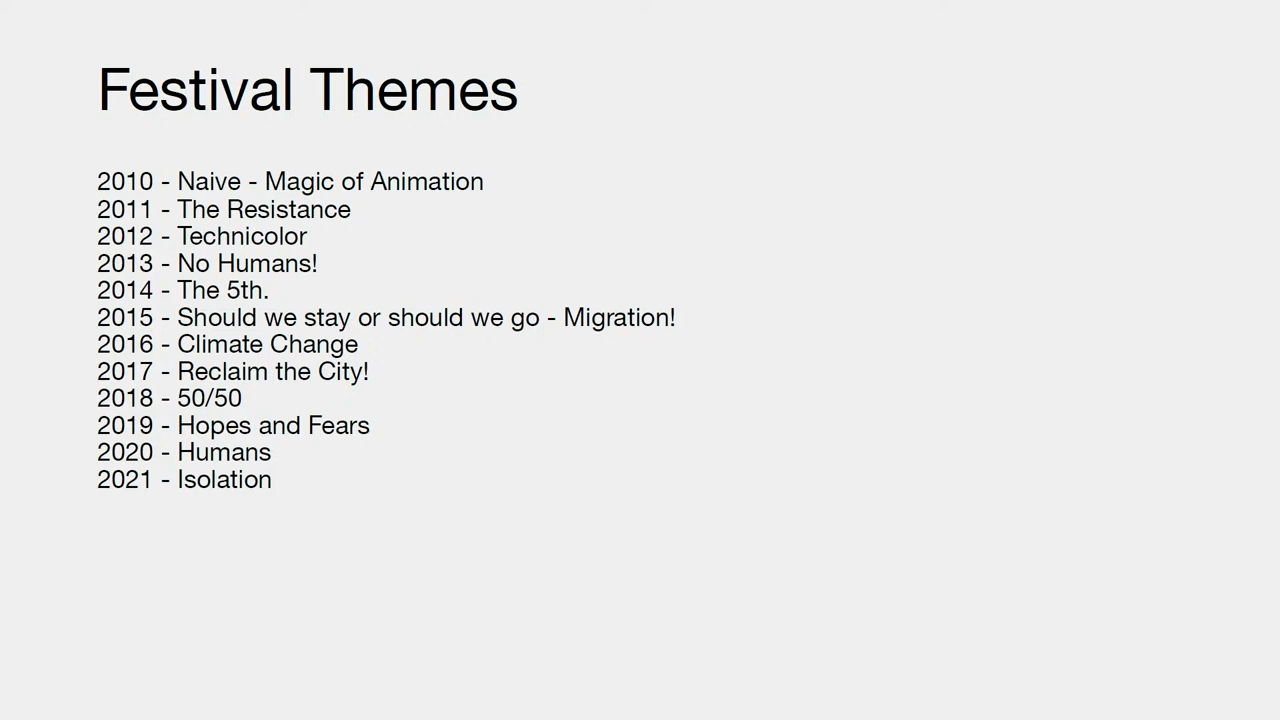 Festival Themes
2010 - Naive - Magic of Animation
2011 - The Resistance
2012 - Technicolor
2013 - No Humans!
2014 - The 5th.
2015 - Should we stay or should we go - Migration!
2016 - Climate Change
2017 - Reclaim the City!
2018 - 50/50
2019 - Hopes and Fears
2020 - Humans
2021 - Isolation